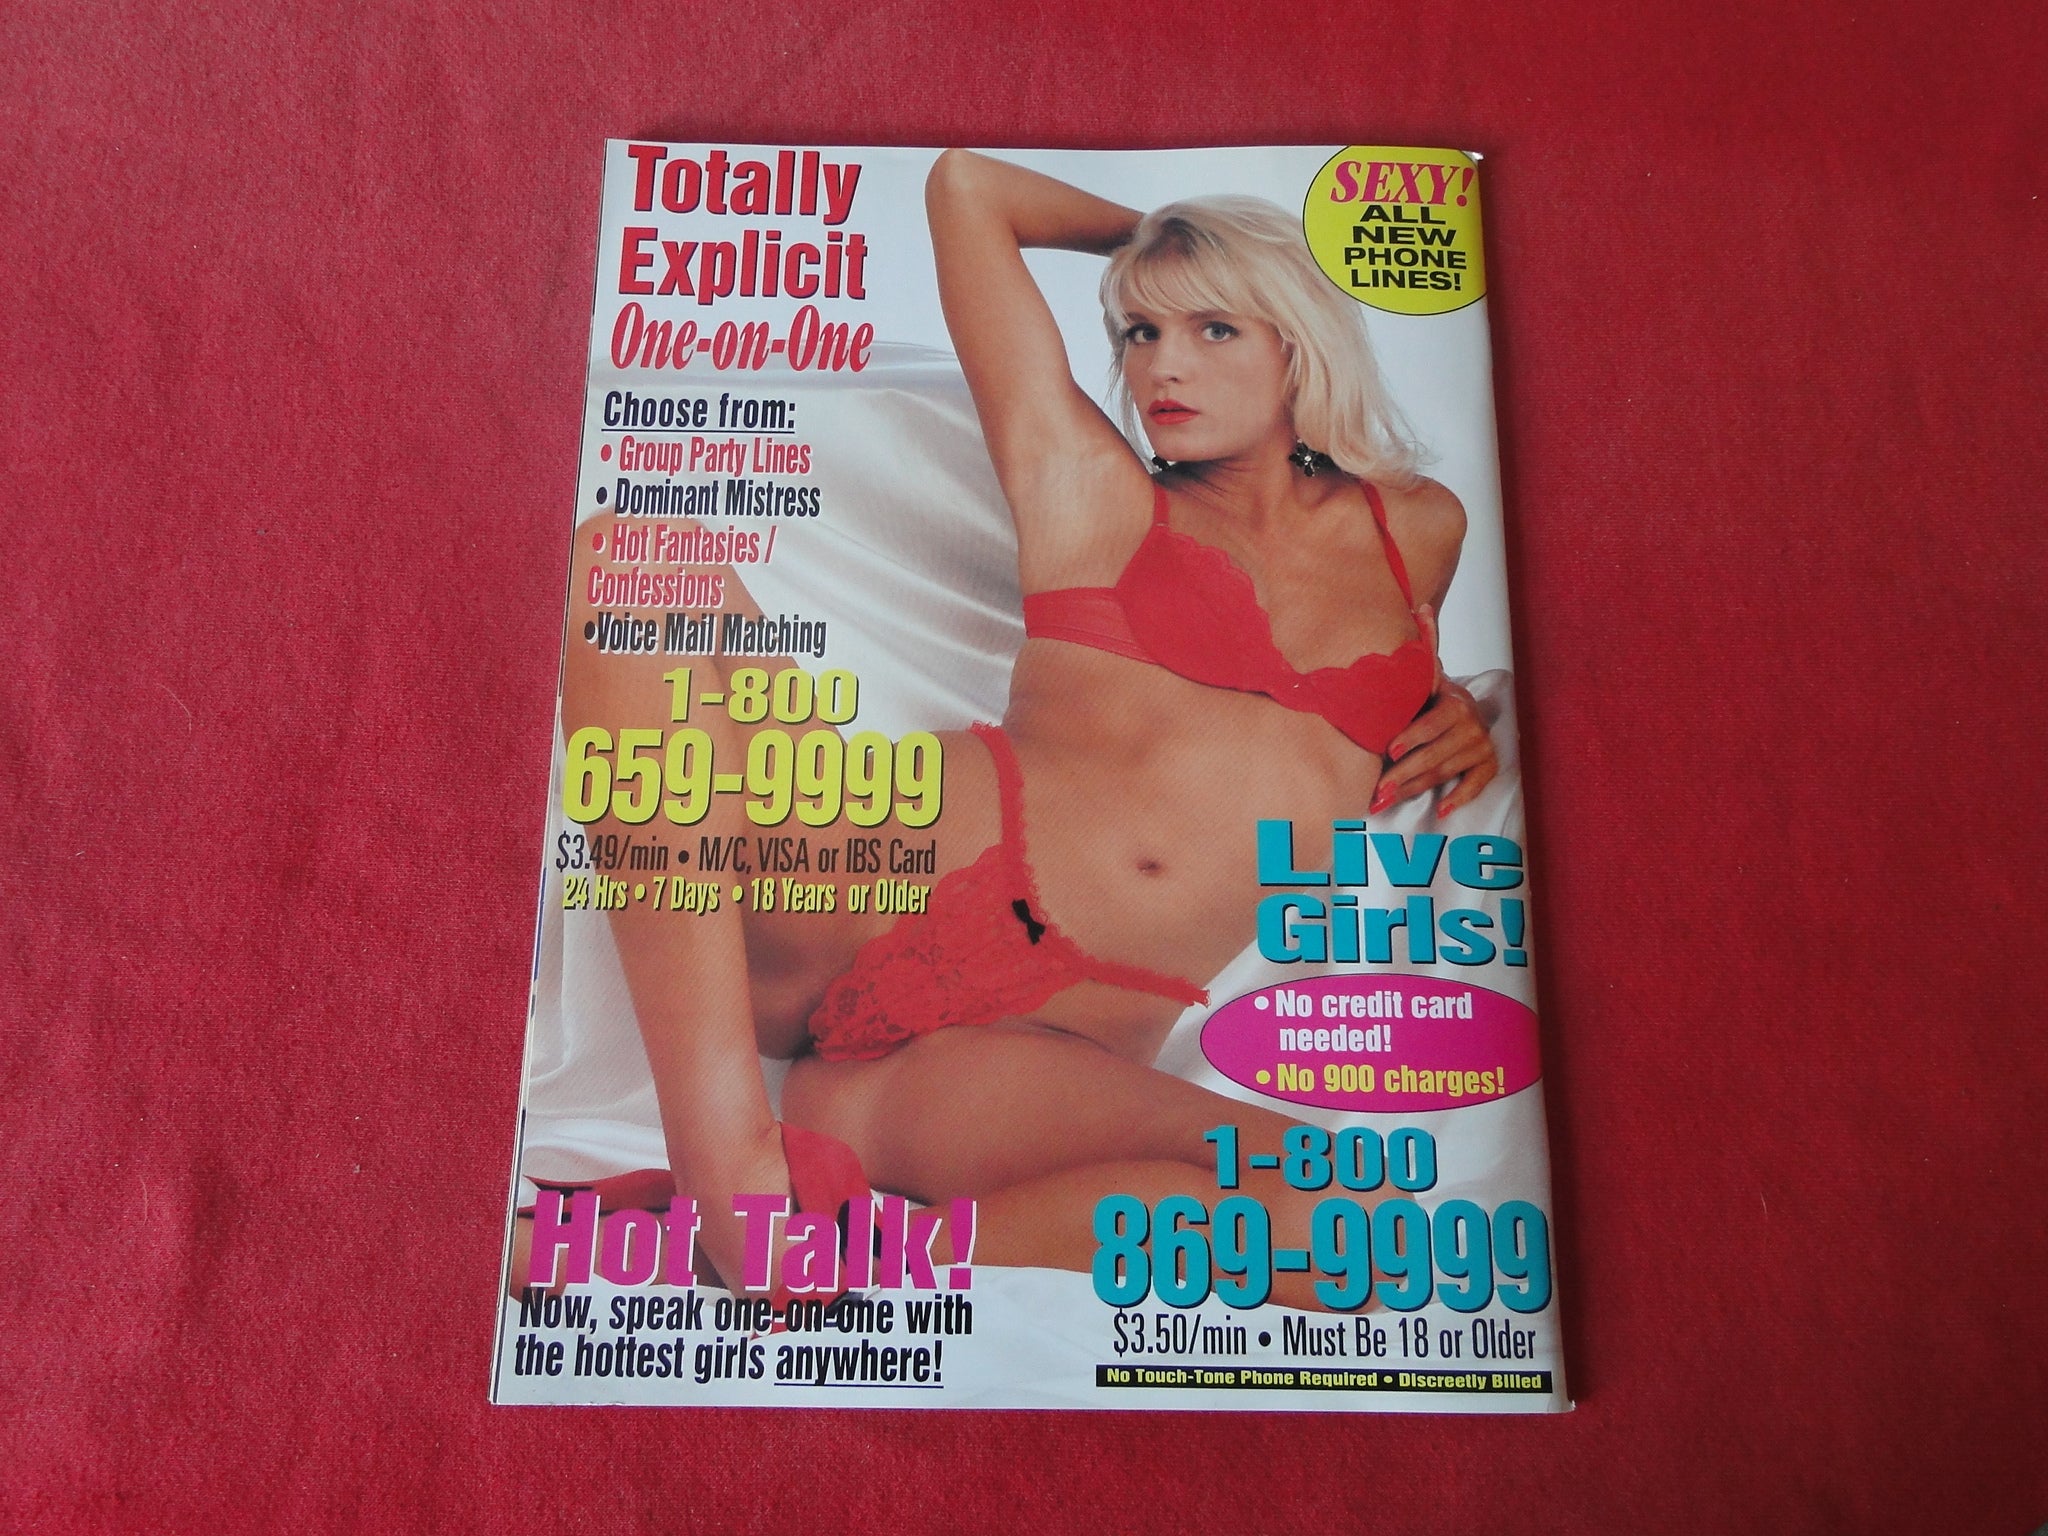 Totally
Explicit
One-on-One
SEXY!
ALL
NEW
PHONE
LINES!
Choose from:
• Group Party Lines
• Dominant Mistress
• Hot Fantasies /
Confessions
•Voice Mail Matching
1-800
659-9999
$3.49/min • M/C, VISA or IBS Card
24 Hrs • 7 Days • 18 Years or Older
Live
Girls!
• No credit card
needed!
• No 900 charges!
1-800
869-9999
$3.50/min • Must Be 18 or Older
No Touch-Tone Phone Required • Discreetly Billed
Hot Talk!
Now, speak one-on-one with
the hottest girls anywhere!